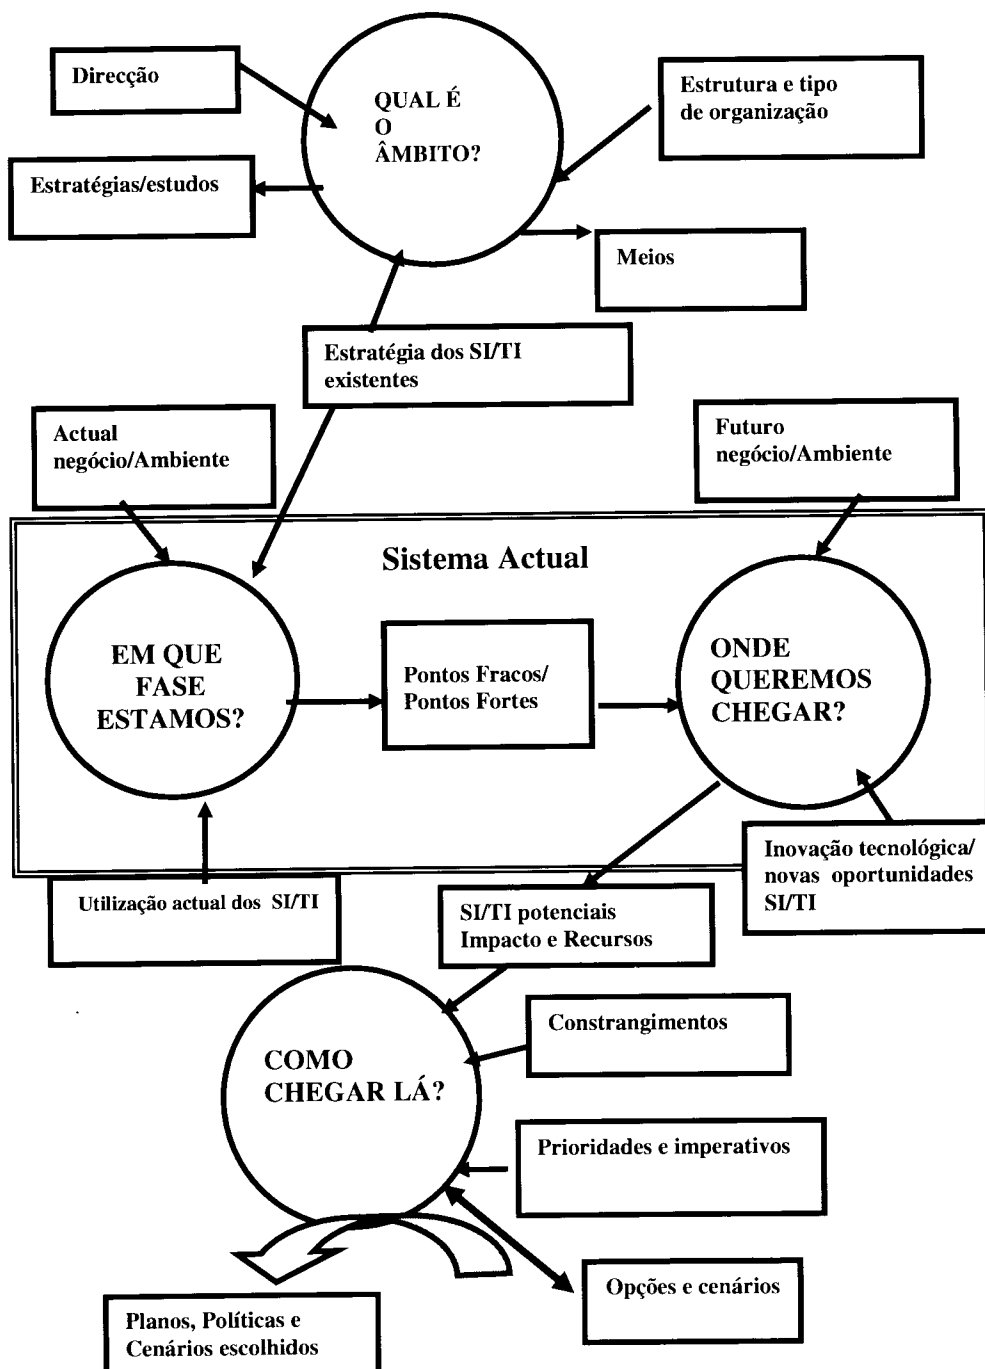 Direcção
QUAL É
O
ÂMBITO?
Estrutura e tipo
de organização
Estratégias/estudos
Meios
Estratégia dos SI/TI
existentes
Actual
negócio/Ambiente
Futuro
negócio/Ambiente
Sistema Actual
EM QUE
FASE
ESTAMOS?
Pontos Fracos/
Pontos Fortes
ONDE
QUEREMOS
CHEGAR?
Utilização actual dos SI/TI
SI/TI potenciais
Impacto e Recursos
Inovação tecnológica/
novas oportunidades
SI/TI
COMO
CHEGAR LÁ?
Constrangimentos
Prioridades e imperativos
Opções e cenários
Planos, Políticas e
Cenários escolhidos